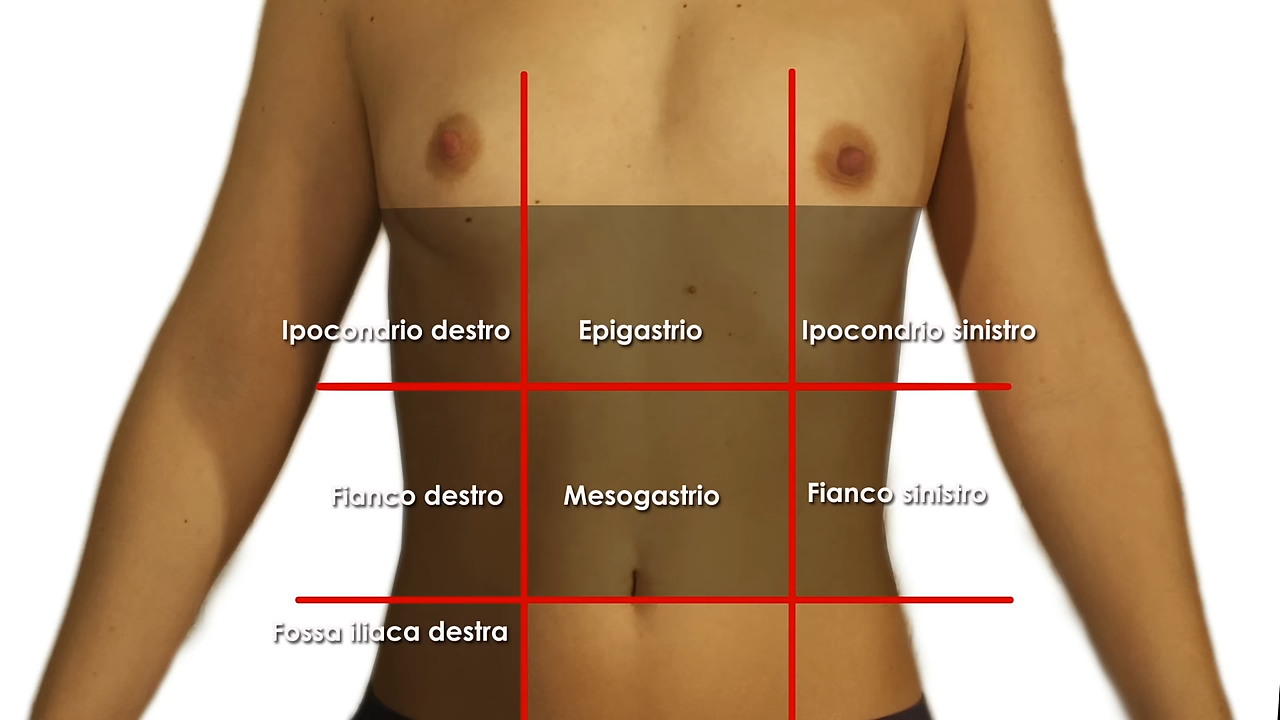 Ipocondrio destro
Epigastrio
Ipocondrio sinistro
Fianco destro
Mesogastrio
Fianco sinistro
Fossa iliaca destra